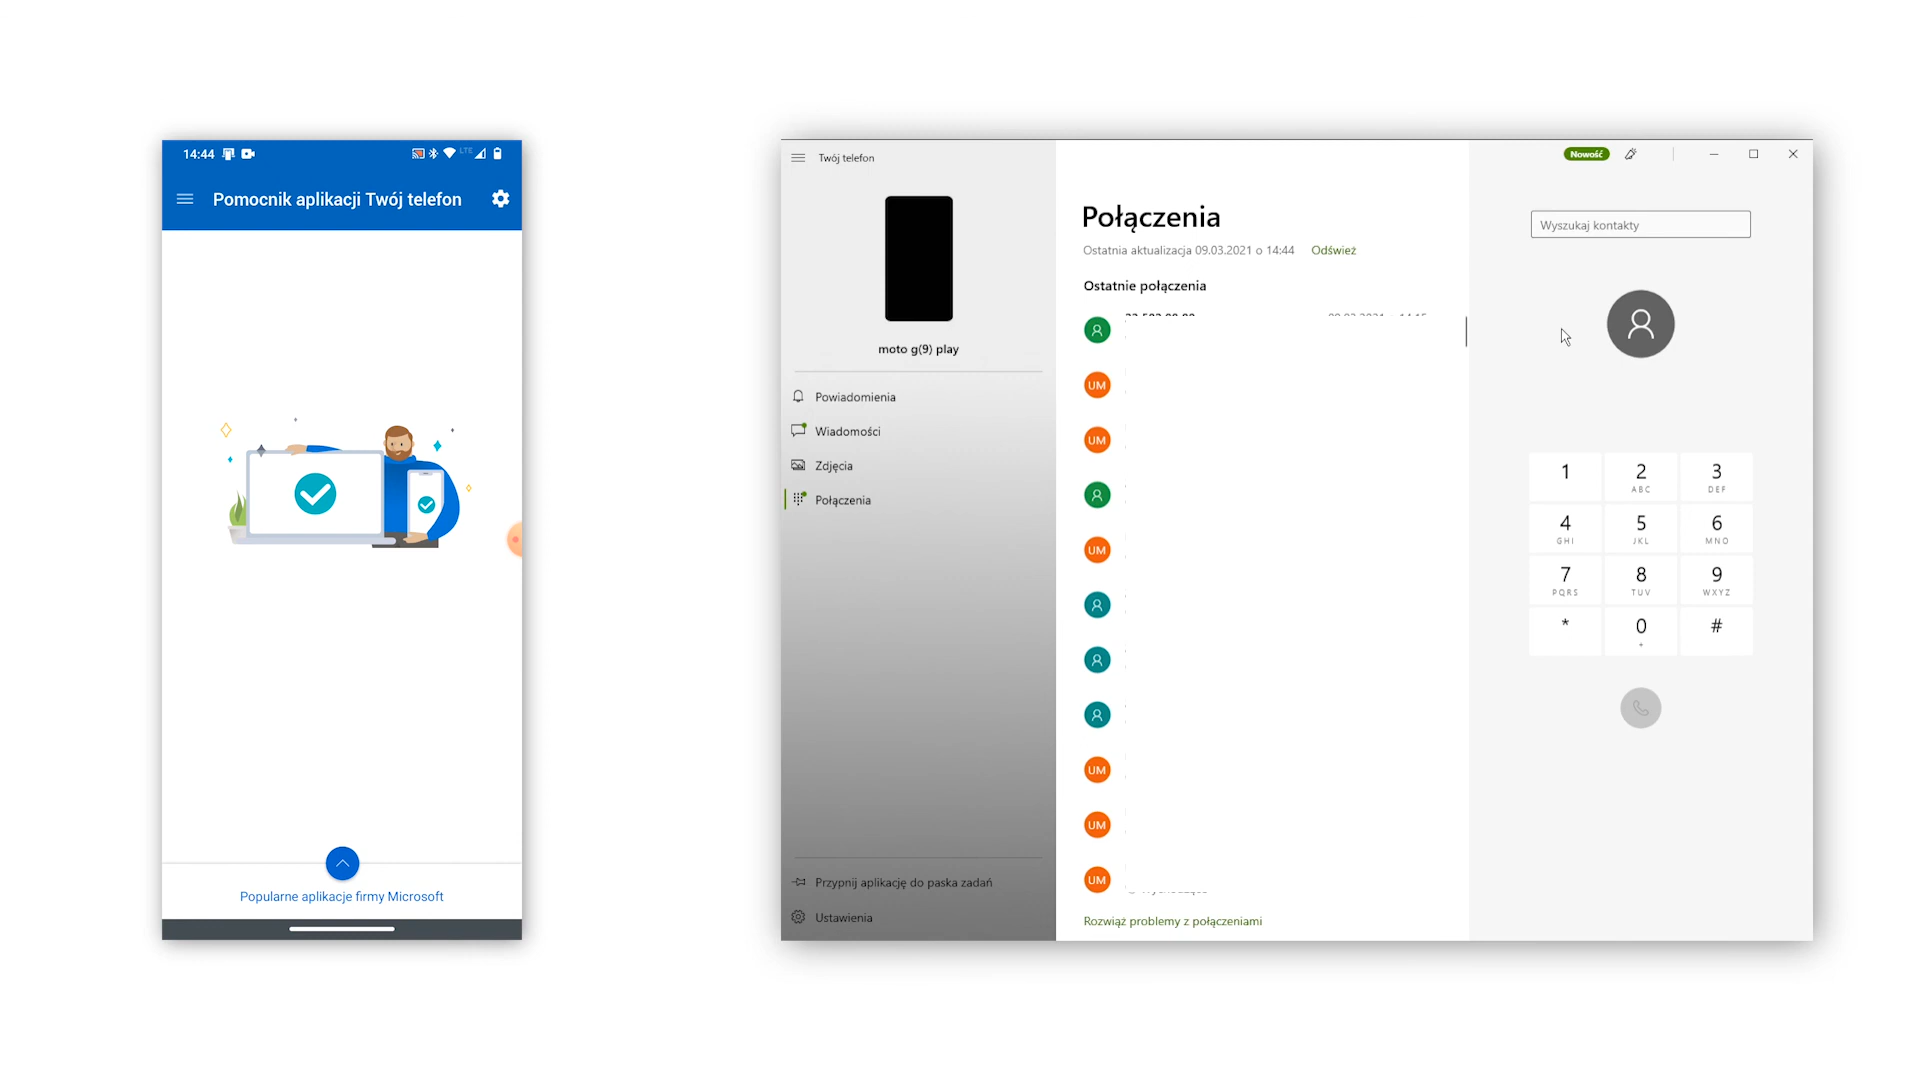 14:44
LTE
Pomocnik aplikacji Twój telefon
Popularne aplikacje firmy Microsoft
Twój telefon
moto g(9) play
Powiadomienia
Wiadomości
Zdjęcia
Połączenia
Przypnij aplikację do paska zadań
Ustawienia
Połączenia
Ostatnia aktualizacja 09.03.2021 o 14:44 Odśwież
Ostatnie połączenia
UM
UM
UM
UM
UM
UM
Rozwiąż problemy z połączeniami
Nowość
Wyszukaj kontakty
1 2 3
ABC DEF
4 5 6
GHI JKL MNO
7 8 9
PQRS TUV WXYZ
* 0 #
+